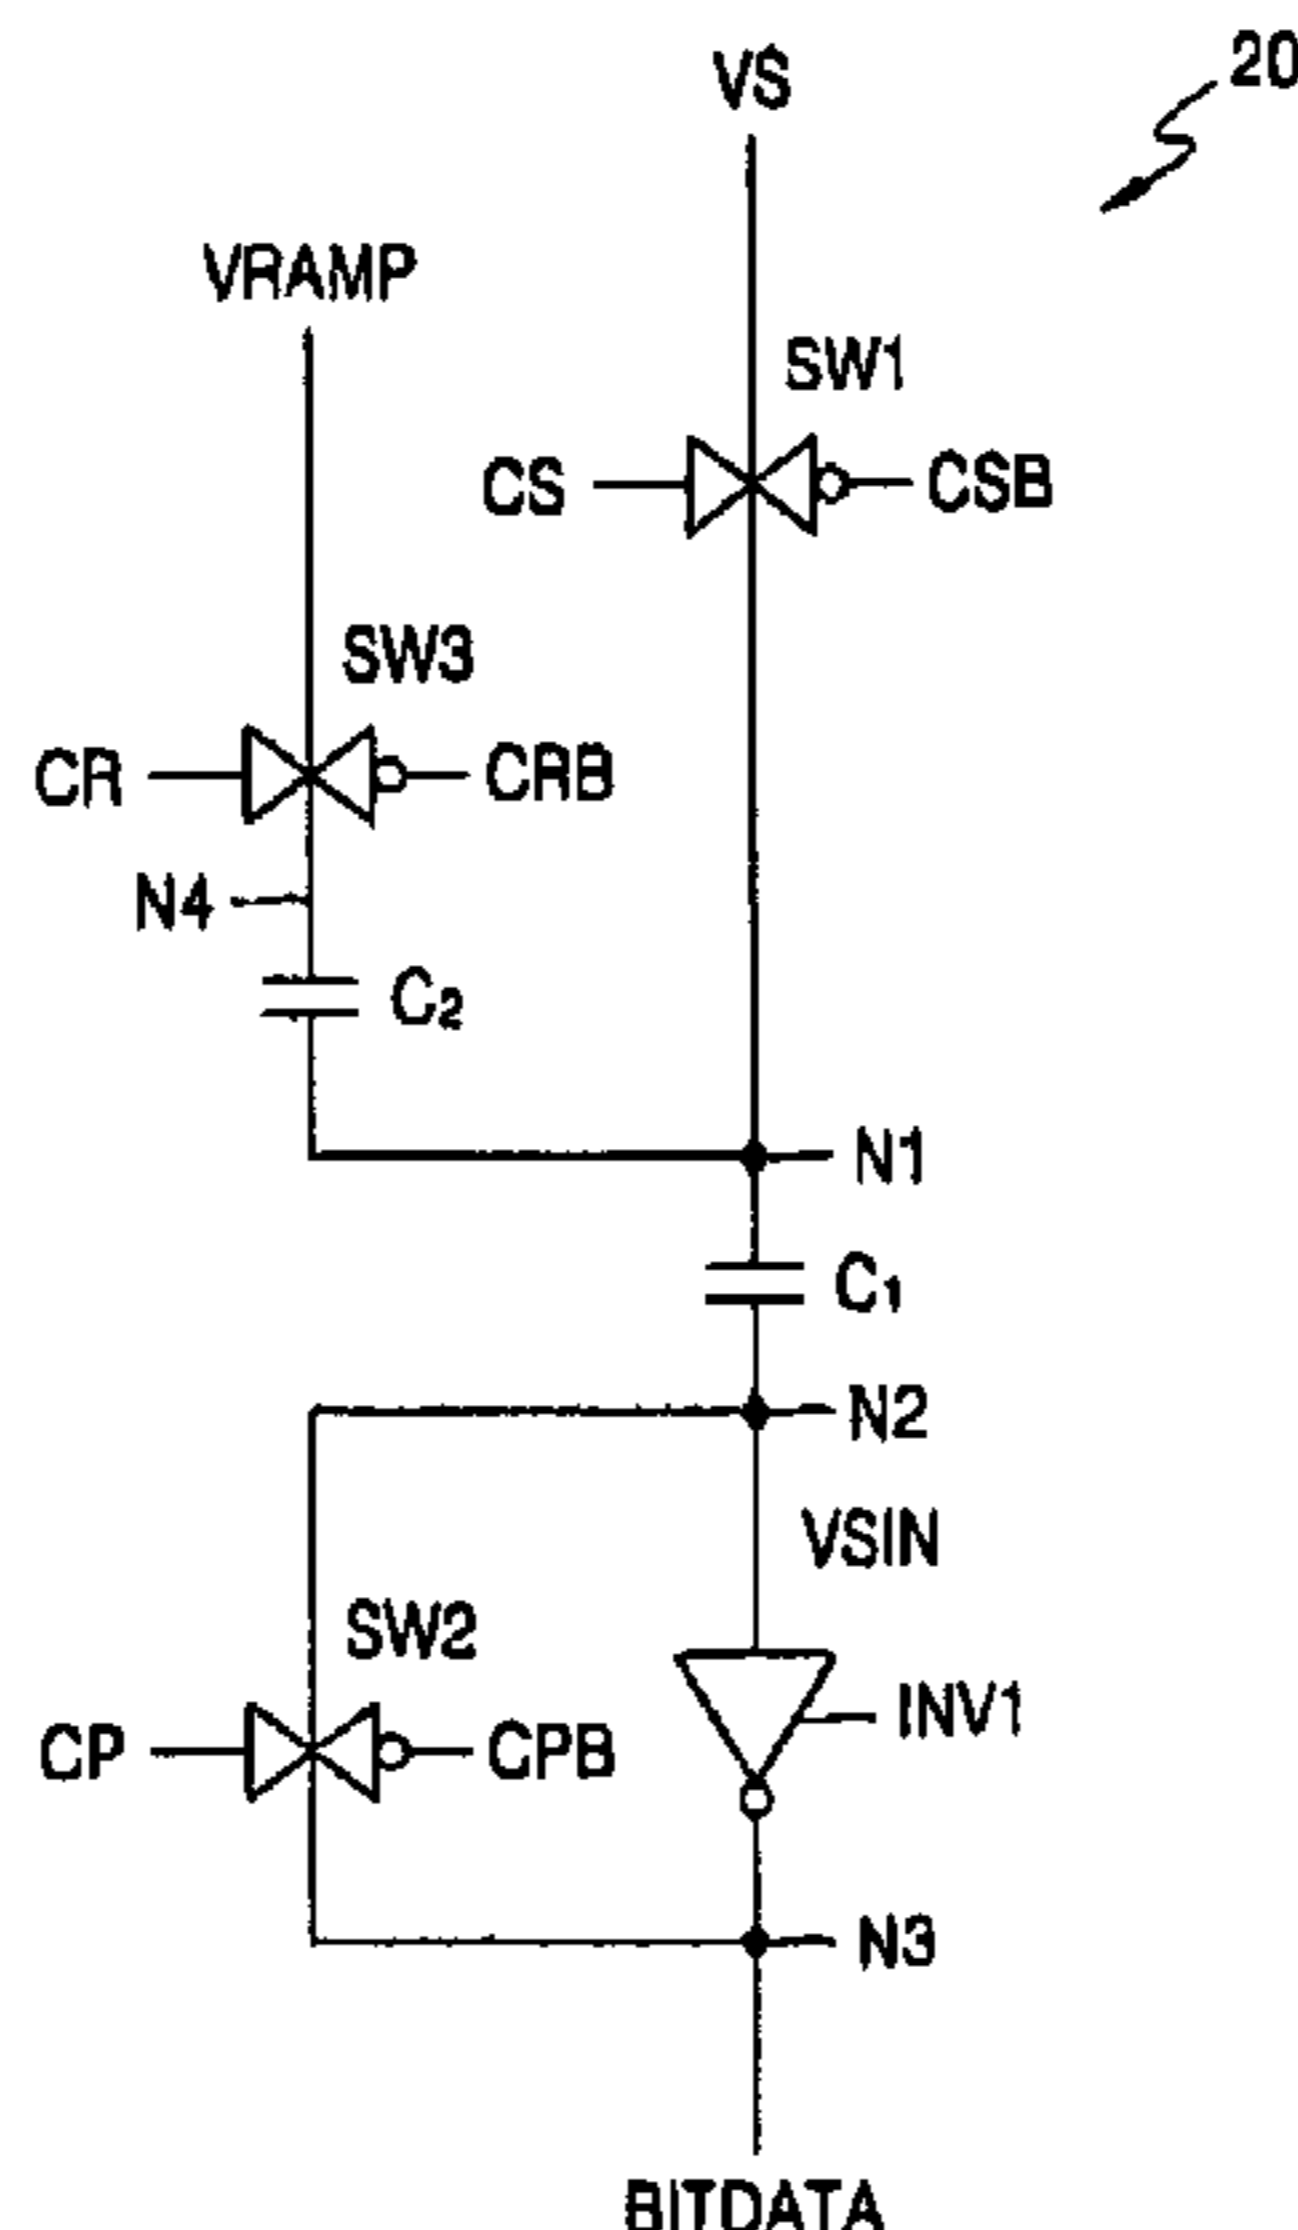 20
VS
VRAMP
SW1
CS
CSB
SW3
CR
CRB
N4
C2
N1
C1
N2
VSIN
SW2
INV1
CP
CPB
N3
BITDATA